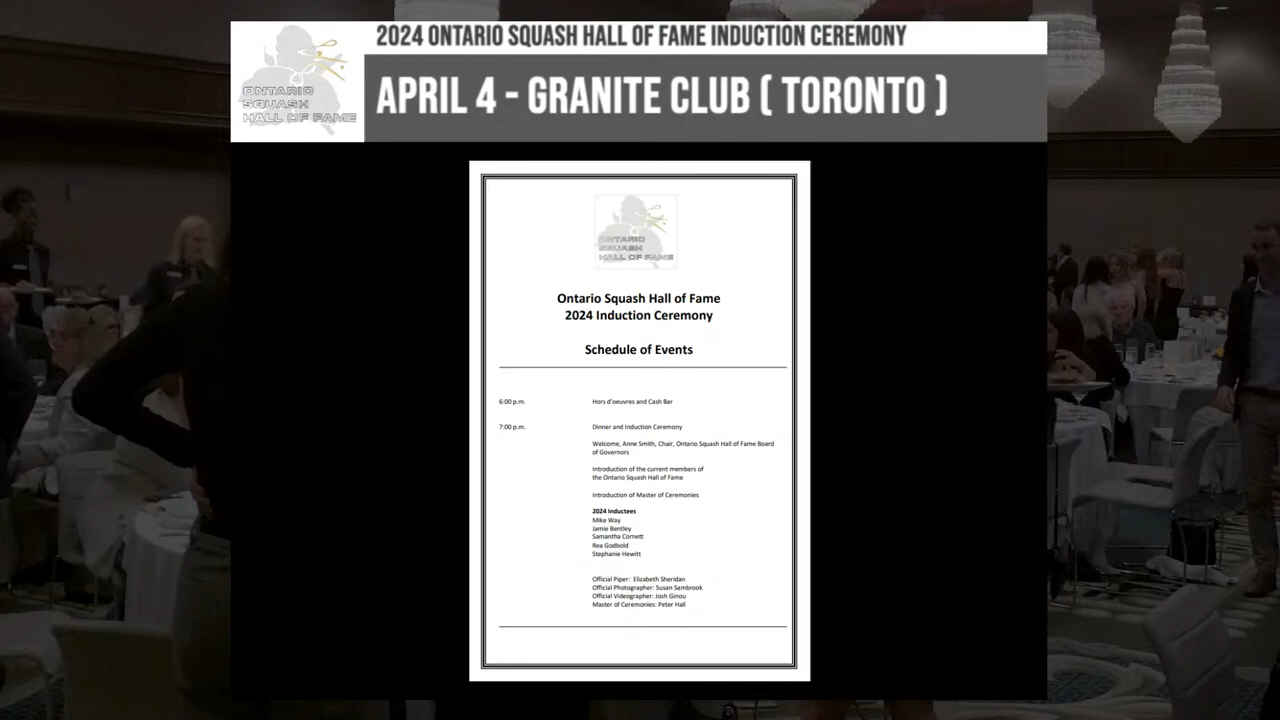 2024 ONTARIO SQUASH HALL OF FAME INDUCTION CEREMONY
ONTARIO
SQUASH
HALL OF FAME
APRIL 4 - GRANITE CLUB ( TORONTO )
ONTARIO
SQUASH
HALL OF FAME
Ontario Squash Hall of Fame
2024 Induction Ceremony
Schedule of Events
6:00 p.m. Hors d'oeuvres and Cash Bar
7:00 p.m. Dinner and Induction Ceremony
Welcome, Anne Smith, Chair, Ontario Squash Hall of Fame Board
of Governors
Introduction of the current members of
the Ontario Squash Hall of Fame
Introduction of Master of Ceremonies
2024 Inductees
Mike Way
Jamie Bentley
Samantha Cornett
Rea Godbold
Stephanie Hewitt
Official Piper: Elizabeth Sheridan
Official Photographer: Susan Sambrook
Official Videographer: Josh Ginou
Master of Ceremonies: Peter Hall